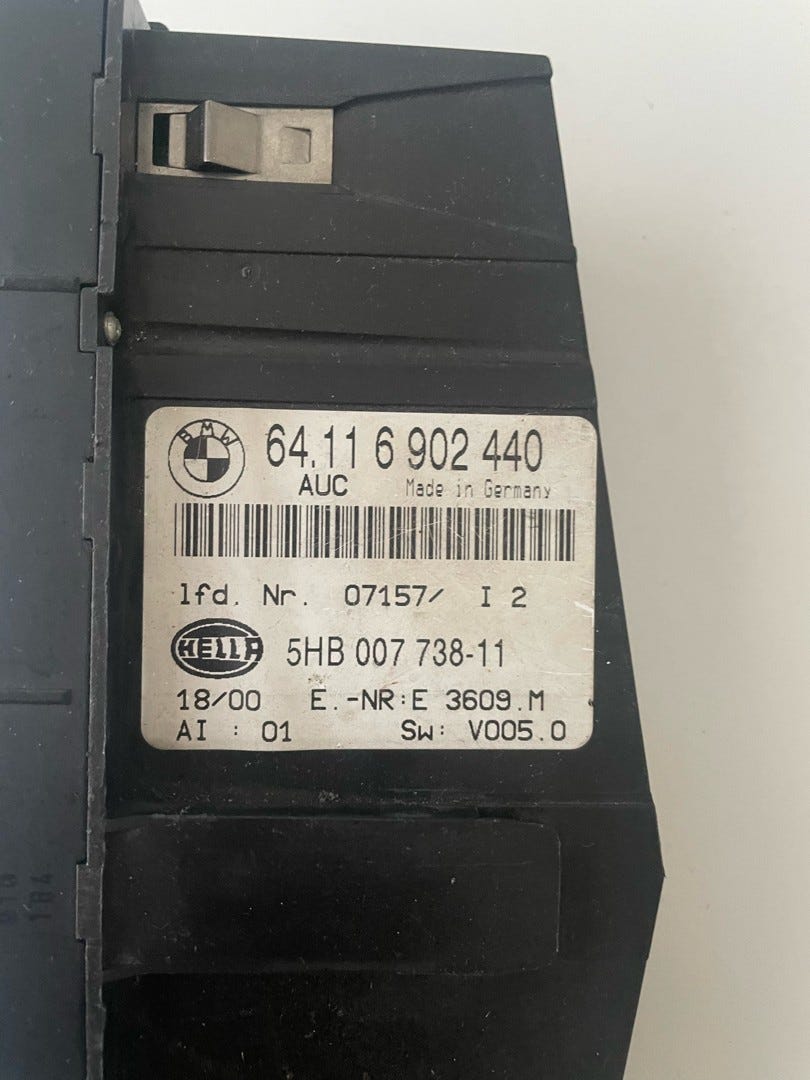 BMW 64.11 6 902 440
AUC Made in Germany
lfd. Nr. 07157/ I 2
HELLA 5HB 007 738-11
18/00 E.-NR:E 3609.M
AI : 01 Sw: V005.0
184